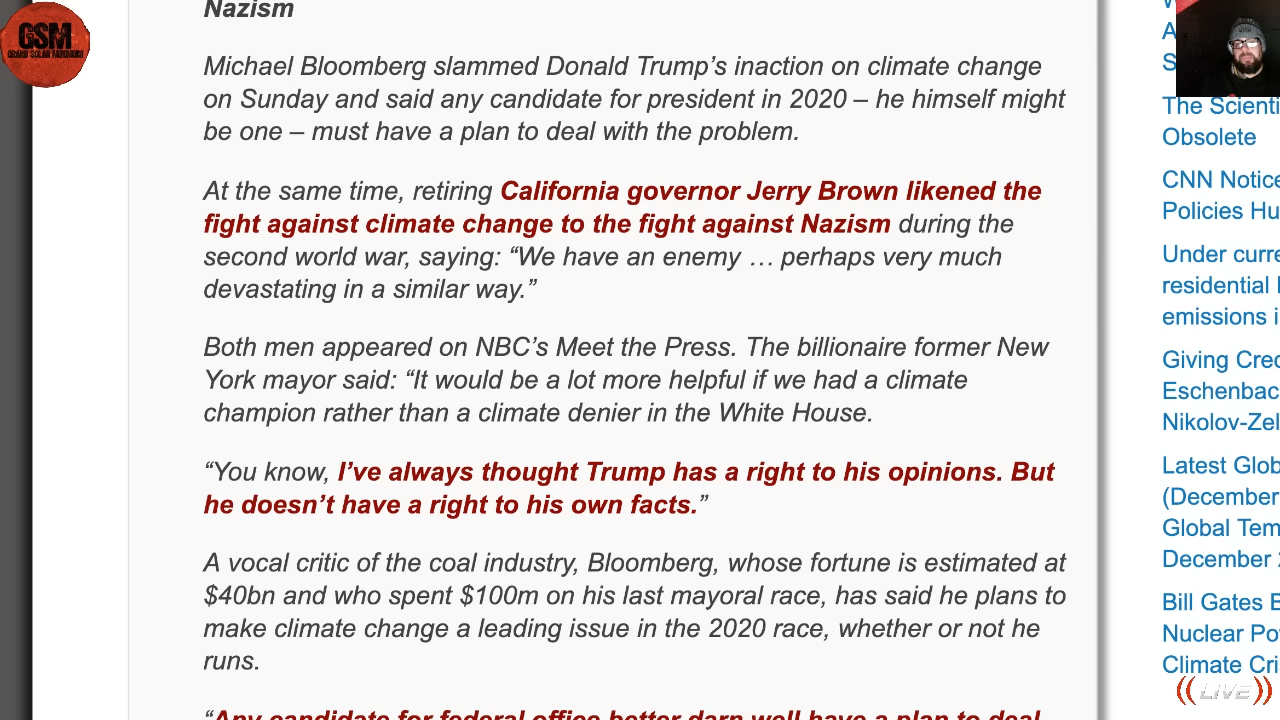 GSM
GRAND SOLAR MINIMUM
Nazism
Michael Bloomberg slammed Donald Trump’s inaction on climate change
on Sunday and said any candidate for president in 2020 – he himself might
be one – must have a plan to deal with the problem.
At the same time, retiring California governor Jerry Brown likened the
fight against climate change to the fight against Nazism during the
second world war, saying: “We have an enemy … perhaps very much
devastating in a similar way.”
Both men appeared on NBC’s Meet the Press. The billionaire former New
York mayor said: “It would be a lot more helpful if we had a climate
champion rather than a climate denier in the White House.
“You know, I’ve always thought Trump has a right to his opinions. But
he doesn’t have a right to his own facts.”
A vocal critic of the coal industry, Bloomberg, whose fortune is estimated at
$40bn and who spent $100m on his last mayoral race, has said he plans to
make climate change a leading issue in the 2020 race, whether or not he
runs.
“Any candidate for federal office better darn well have a plan to deal
W
A
S
The Scienti
Obsolete
CNN Notice
Policies Hu
Under curre
residential
emissions i
Giving Cred
Eschenbac
Nikolov-Zel
Latest Glob
(December
Global Tem
December
Bill Gates B
Nuclear Po
Climate Cri
((LIVE))